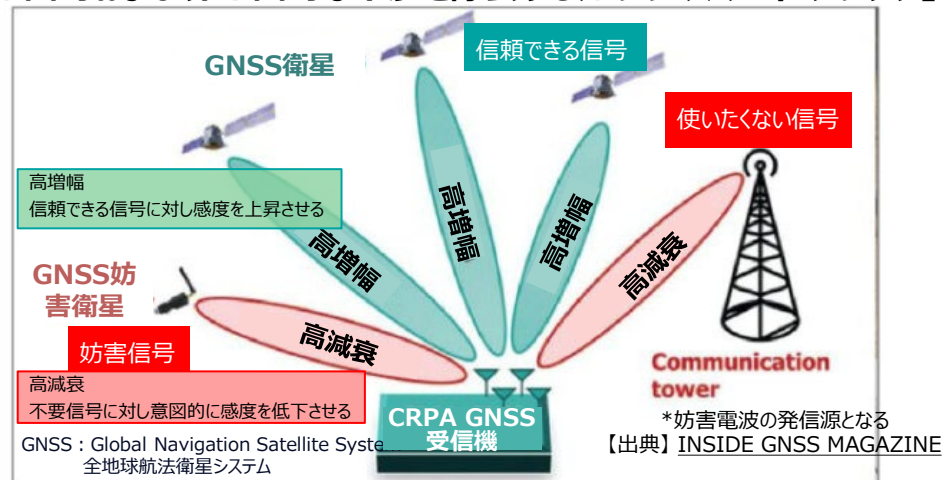 GNSS衛星
信頼できる信号
使いたくない信号
高増幅
信頼できる信号に対し感度を上昇させる
高増幅
高増幅
高増幅
高減衰
GNSS妨
害衛星
高減衰
妨害信号
高減衰
不要信号に対し意図的に感度を低下させる
CRPA GNSS
受信機
Communication
tower
*妨害電波の発信源となる
【出典】 INSIDE GNSS MAGAZINE
GNSS：Global Navigation Satellite Syste
全地球航法衛星システム